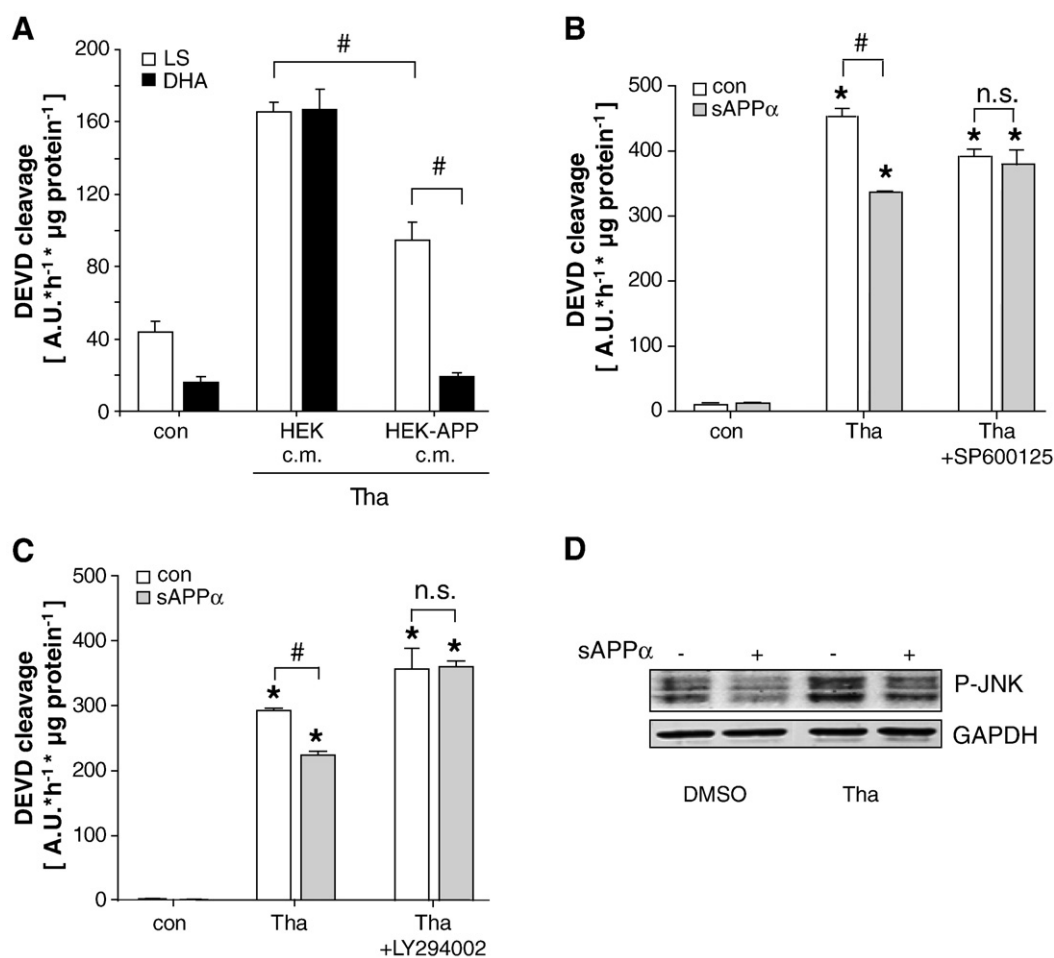 A
DEVD cleavage
[ A.U.*h-1 * µg protein-1 ]
200
160
120
80
40
0
LS
DHA
#
#
con
HEK
c.m.
HEK-APP
c.m.
Tha
B
DEVD cleavage
[ A.U.*h-1 * µg protein-1 ]
500
400
300
200
100
0
con
sAPPα
#
n.s.
*
*
*
*
con
Tha
Tha
+SP600125
C
DEVD cleavage
[ A.U.*h-1 * µg protein-1 ]
500
400
300
200
100
0
con
sAPPα
n.s.
#
*
*
*
*
con
Tha
Tha
+LY294002
D
sAPPα - + - +
P-JNK
GAPDH
DMSO Tha